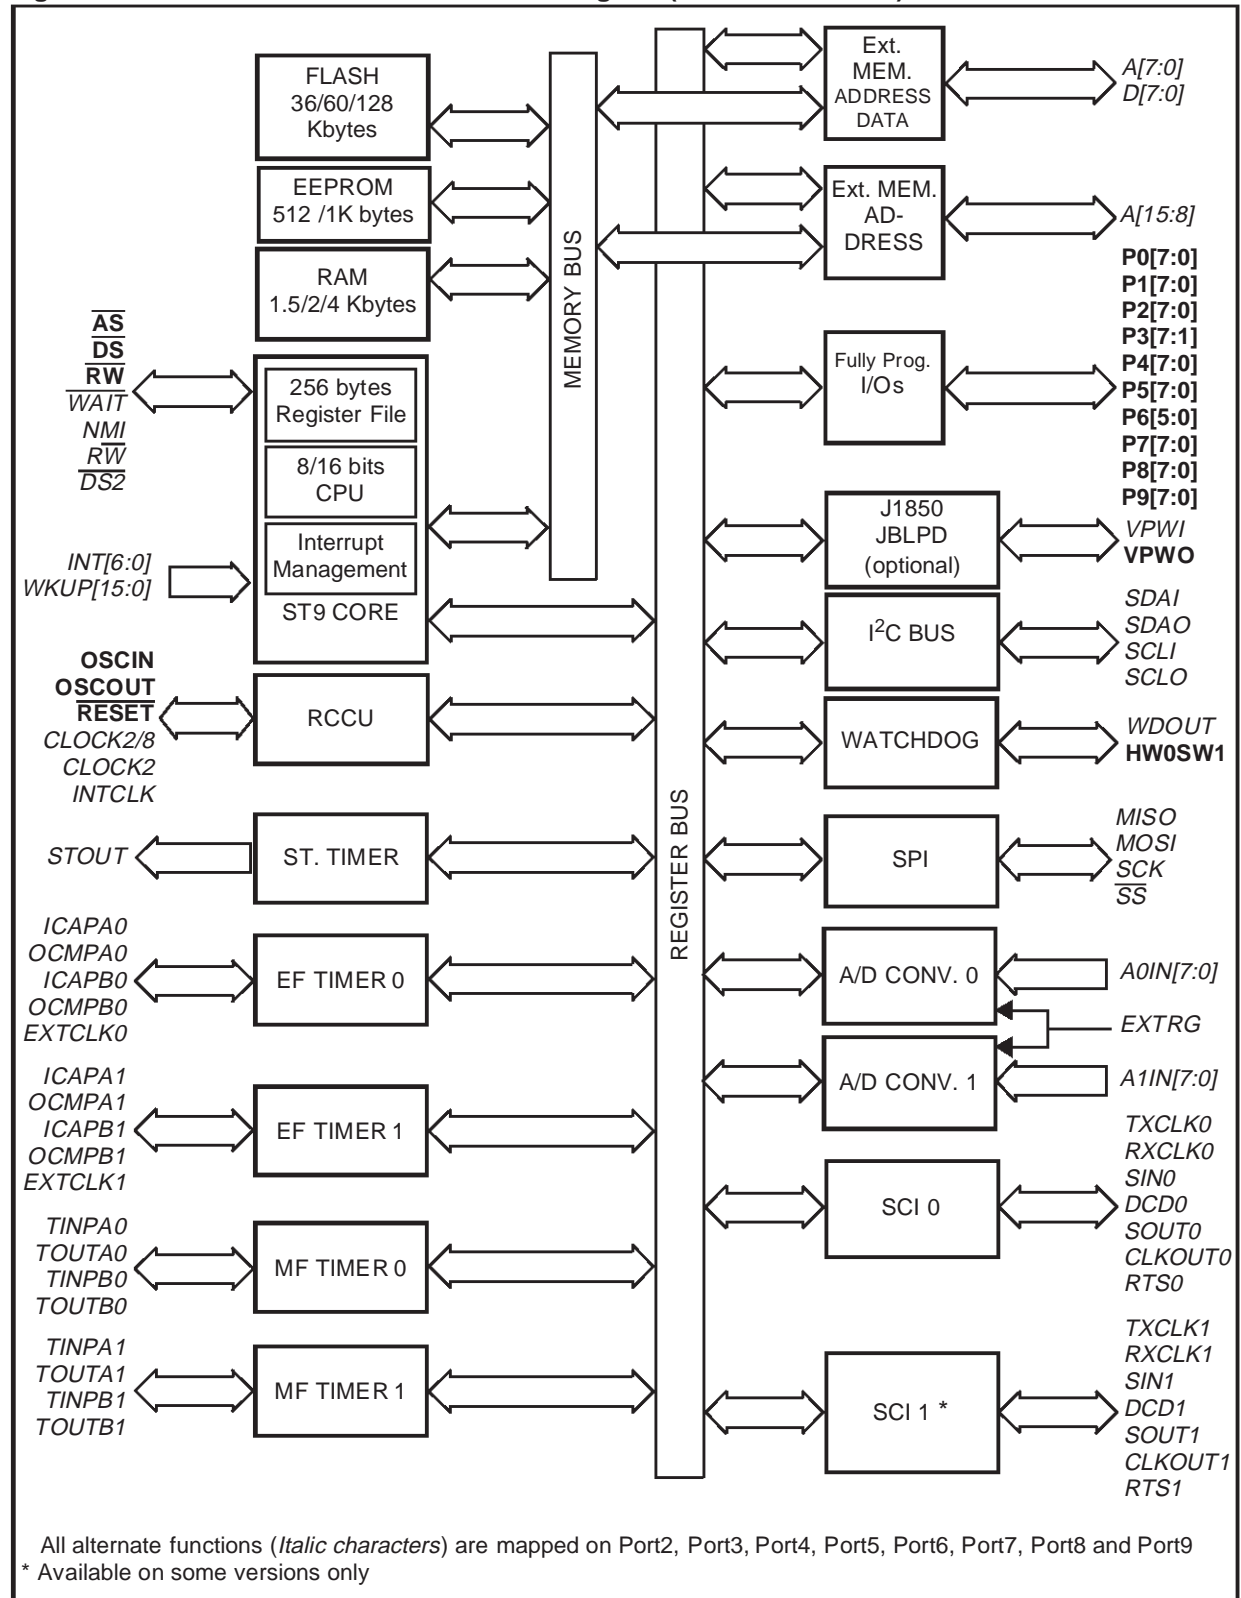 FLASH
36/60/128
Kbytes
EEPROM
512 /1K bytes
RAM
1.5/2/4 Kbytes
AS
DS
RW
WAIT
NMI
RW
DS2
256 bytes
Register File
8/16 bits
CPU
Interrupt
Management
ST9 CORE
INT[6:0]
WKUP[15:0]
OSCIN
OSCOUT
RESET
CLOCK2/8
CLOCK2
INTCLK
RCCU
STOUT
ST. TIMER
ICAPA0
OCMPA0
ICAPB0
OCMPB0
EXTCLK0
EF TIMER 0
ICAPA1
OCMPA1
ICAPB1
OCMPB1
EXTCLK1
EF TIMER 1
TINPA0
TOUTA0
TINPB0
TOUTB0
MF TIMER 0
TINPA1
TOUTA1
TINPB1
TOUTB1
MF TIMER 1
MEMORY BUS
REGISTER BUS
Ext.
MEM.
ADDRESS
DATA
A[7:0]
D[7:0]
Ext. MEM.
AD-
DRESS
A[15:8]
Fully Prog.
I/Os
P0[7:0]
P1[7:0]
P2[7:0]
P3[7:1]
P4[7:0]
P5[7:0]
P6[5:0]
P7[7:0]
P8[7:0]
P9[7:0]
J1850
JBLPD
(optional)
VPWI
VPWO
I2C BUS
SDAI
SDAO
SCLI
SCLO
WATCHDOG
WDOUT
HW0SW1
SPI
MISO
MOSI
SCK
SS
A/D CONV. 0
A0IN[7:0]
EXTRG
A/D CONV. 1
A1IN[7:0]
SCI 0
TXCLK0
RXCLK0
SIN0
DCD0
SOUT0
CLKOUT0
RTS0
SCI 1 *
TXCLK1
RXCLK1
SIN1
DCD1
SOUT1
CLKOUT1
RTS1
All alternate functions (Italic characters) are mapped on Port2, Port3, Port4, Port5, Port6, Port7, Port8 and Port9
* Available on some versions only